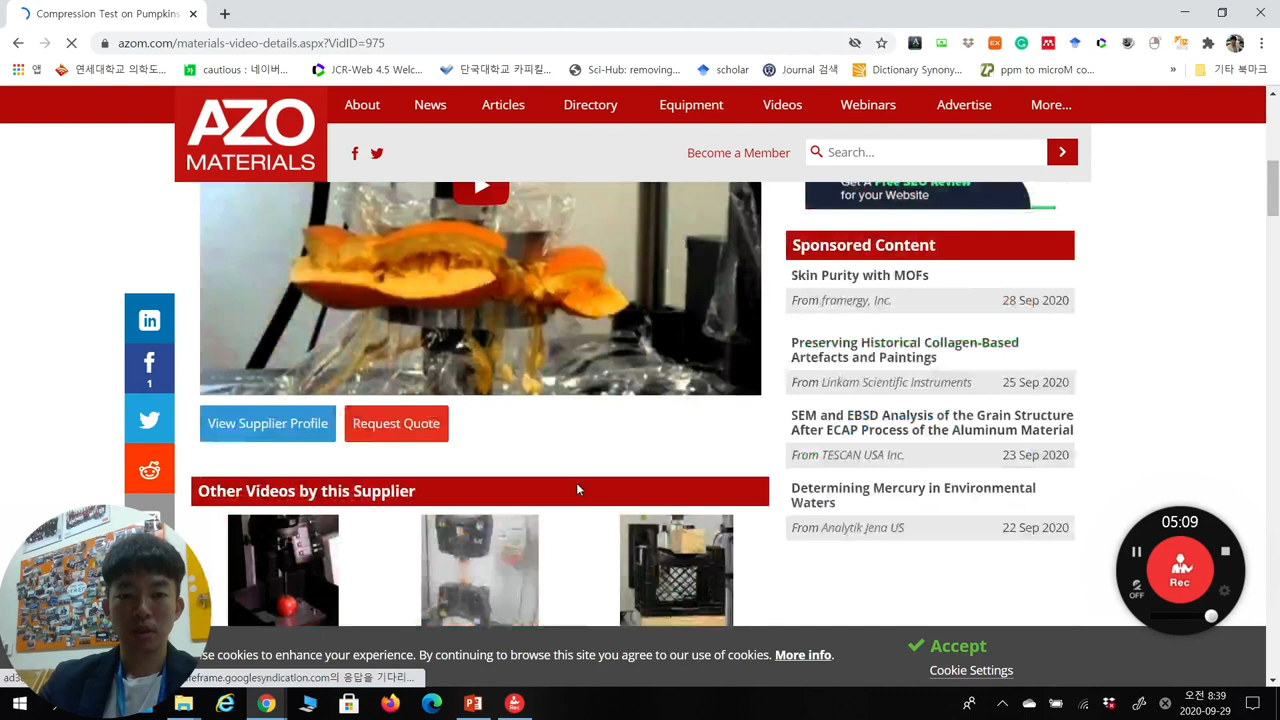 Compression Test on Pumpkins
azom.com/materials-video-details.aspx?VidID=975
앱
연세대학교 의학도...
cautious : 네이버...
JCR-Web 4.5 Welc...
단국대학교 카피킬...
Sci-Hub: removing...
scholar
Journal 검색
Dictionary Synony...
ppm to microM co...
»
기타 북마크
AZO
MATERIALS
About
News
Articles
Directory
Equipment
Videos
Webinars
Advertise
More...
Become a Member
Search...
Get A Free SEO Review
for your Website
Sponsored Content
Skin Purity with MOFs
From framergy, Inc.
28 Sep 2020
Preserving Historical Collagen-Based
Artefacts and Paintings
From Linkam Scientific Instruments
25 Sep 2020
SEM and EBSD Analysis of the Grain Structure
After ECAP Process of the Aluminum Material
From TESCAN USA Inc.
23 Sep 2020
Determining Mercury in Environmental
Waters
From Analytik Jena US
22 Sep 2020
in
1
View Supplier Profile
Request Quote
Other Videos by this Supplier
05:09
Rec
OFF
se cookies to enhance your experience. By continuing to browse this site you agree to our use of cookies. More info.
Accept
Cookie Settings
eframe.googlesyndication.com의 응답을 기다리...
오전 8:39
2020-09-29